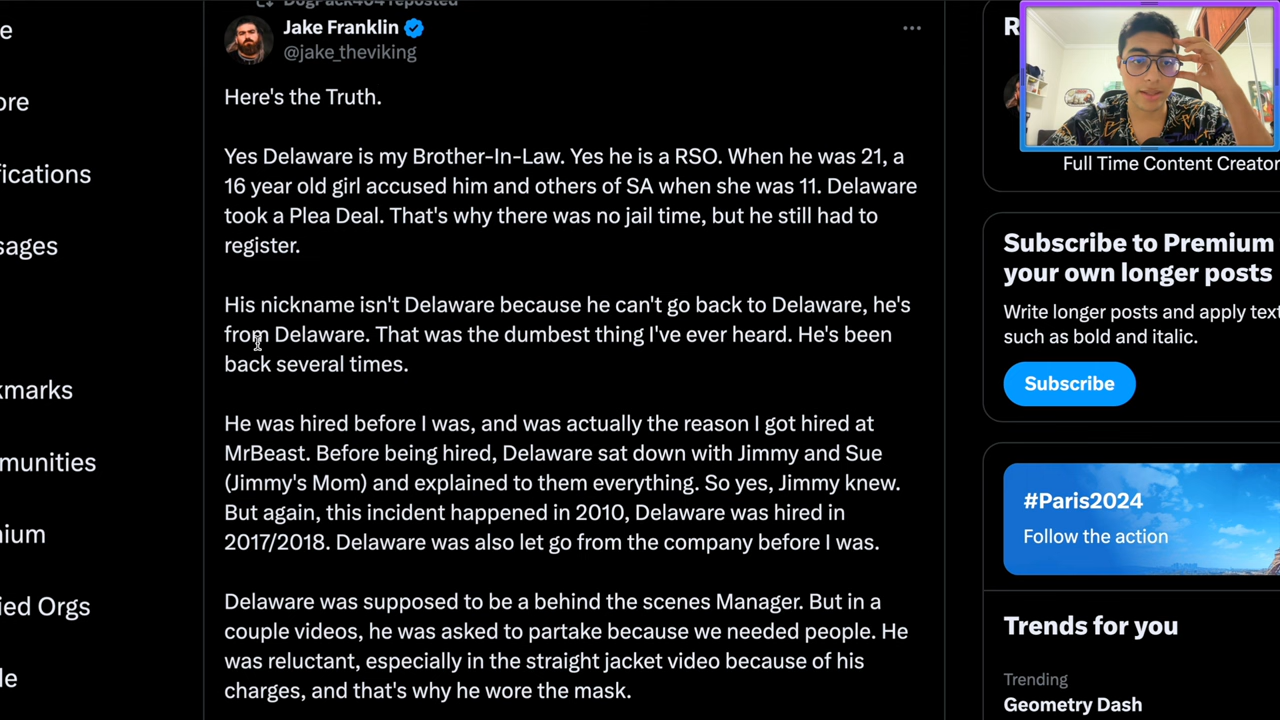 DogPack404 reposted
Jake Franklin
@jake_theviking
Here's the Truth.
Yes Delaware is my Brother-In-Law. Yes he is a RSO. When he was 21, a
16 year old girl accused him and others of SA when she was 11. Delaware
took a Plea Deal. That's why there was no jail time, but he still had to
register.
His nickname isn't Delaware because he can't go back to Delaware, he's
from Delaware. That was the dumbest thing I've ever heard. He's been
back several times.
He was hired before I was, and was actually the reason I got hired at
MrBeast. Before being hired, Delaware sat down with Jimmy and Sue
(Jimmy's Mom) and explained to them everything. So yes, Jimmy knew.
But again, this incident happened in 2010, Delaware was hired in
2017/2018. Delaware was also let go from the company before I was.
Delaware was supposed to be a behind the scenes Manager. But in a
couple videos, he was asked to partake because we needed people. He
was reluctant, especially in the straight jacket video because of his
charges, and that's why he wore the mask.
e
ore
fications
sages
kmarks
munities
nium
ied Orgs
le
R
Full Time Content Creator
Subscribe to Premium
your own longer posts
Write longer posts and apply text
such as bold and italic.
Subscribe
#Paris2024
Follow the action
Trends for you
Trending
Geometry Dash